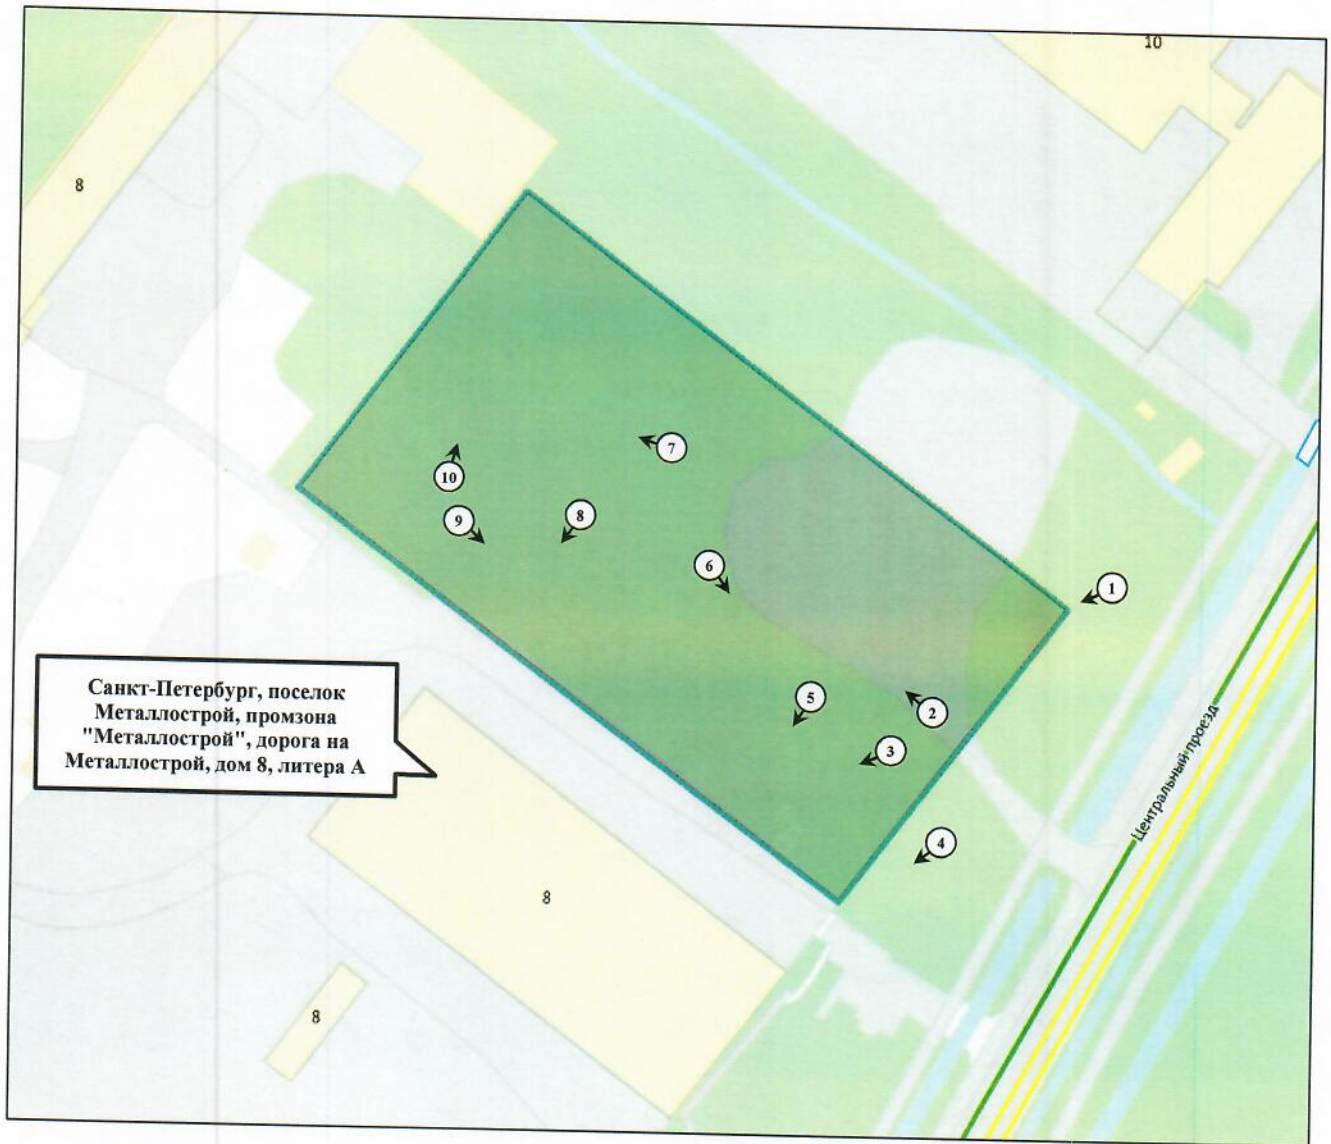 10
8
7
10
9
8
6
1
5
2
3
Санкт-Петербург, поселок
Металлострой, промзона
"Металлострой", дорога на
Металлострой, дом 8, литера А
Центральный проезд
4
8
8